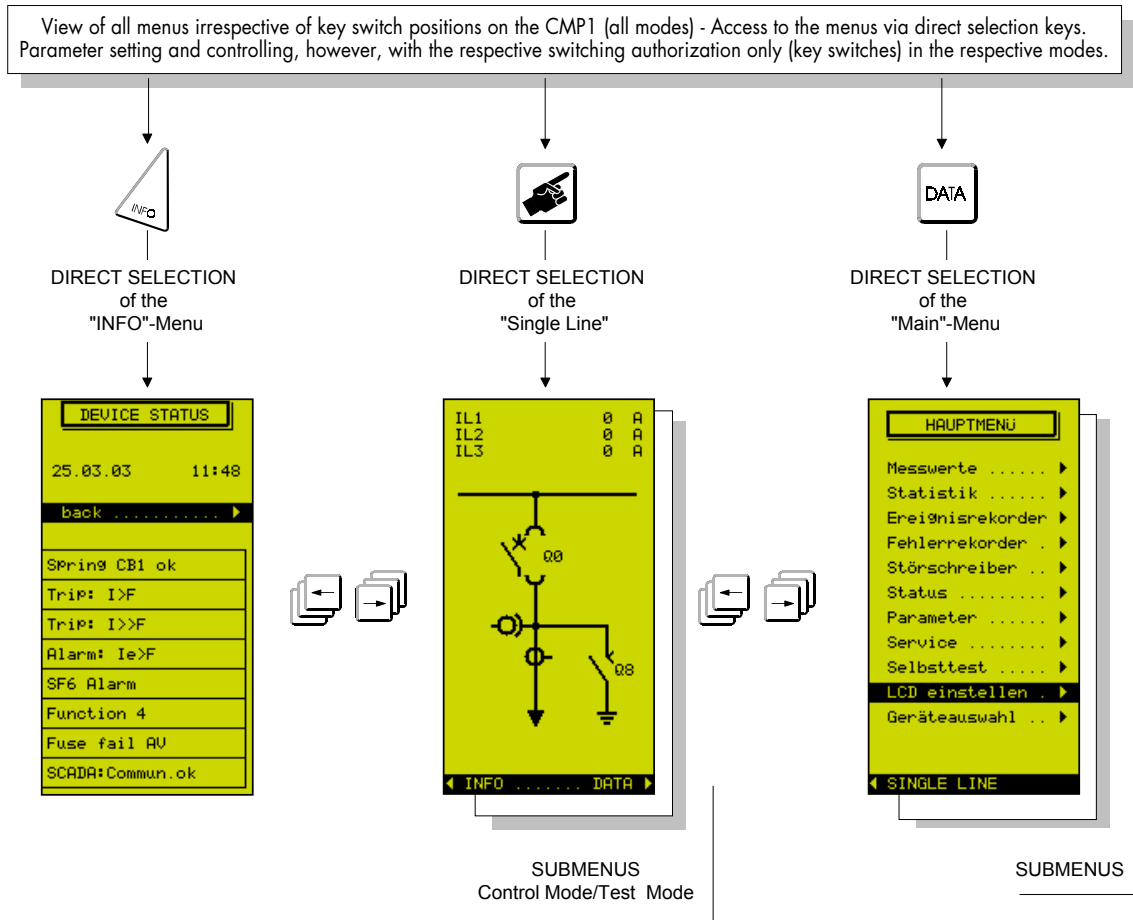 View of all menus irrespective of key switch positions on the CMP1 (all modes) - Access to the menus via direct selection keys.
Parameter setting and controlling, however, with the respective switching authorization only (key switches) in the respective modes.
INFO
DATA
DIRECT SELECTION
of the
"INFO"-Menu
DIRECT SELECTION
of the
"Single Line"
DIRECT SELECTION
of the
"Main"-Menu
DEVICE STATUS
25.03.03 11:48
back ...........
Spring CB1 ok
Trip: I>F
Trip: I>>F
Alarm: Ie>F
SF6 Alarm
Function 4
Fuse fail AV
SCADA:Commun.ok
IL1 0 A
IL2 0 A
IL3 0 A
Q0
Q8
INFO ....... DATA
HAUPTMENü
Messwerte ......
Statistik ......
Ereignisrekorder
Fehlerrekorder .
Störschreiber ..
Status .........
Parameter ......
Service ........
Selbsttest .....
LCD einstellen .
Geräteauswahl ..
SINGLE LINE
SUBMENUS
Control Mode/Test Mode
SUBMENUS